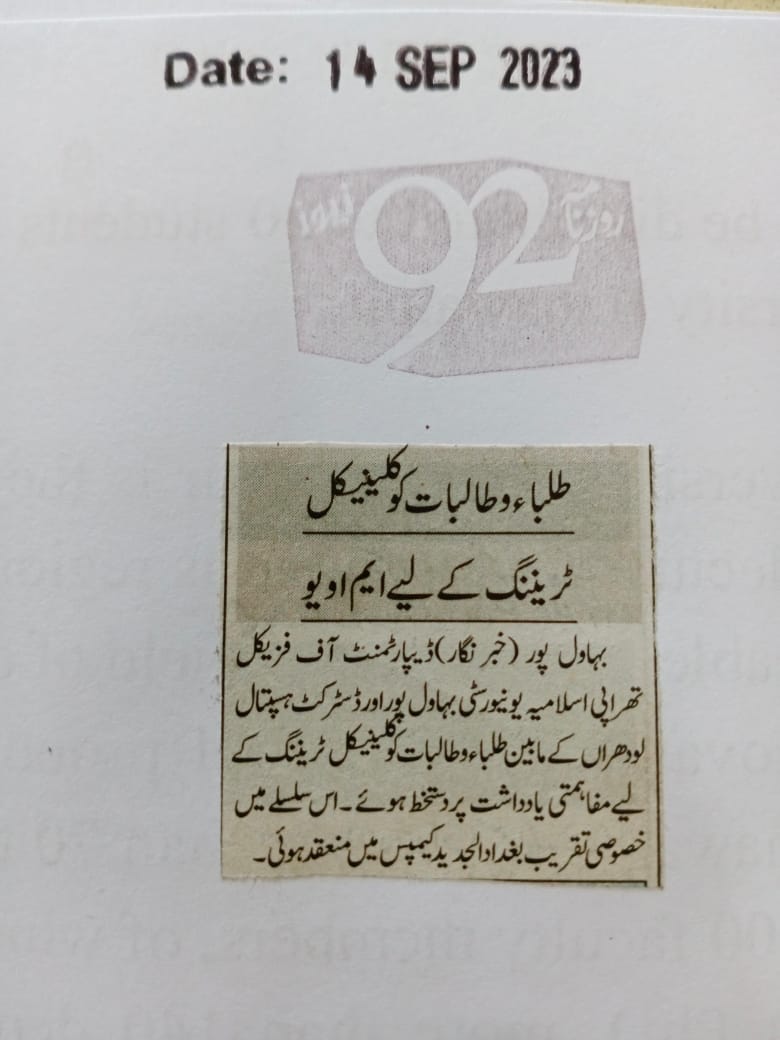 Date: 14 SEP 2023
روزنامہ 92 نیوز
طلباء و طالبات کو کلینیکل
ٹریننگ کے لیے ایم او یو
بہاول پور (خبر نگار) ڈیپارٹمنٹ آف فزیکل
تھراپی اسلامیہ یونیورسٹی بہاول پور اور ڈسٹرکٹ ہسپتال
لودھراں کے مابین طلباء و طالبات کو کلینیکل ٹریننگ کے
لیے مفاہمتی یادداشت پر دستخط ہوئے۔ اس سلسلے میں
خصوصی تقریب بغداد الجدید کیمپس میں منعقد ہوئی۔